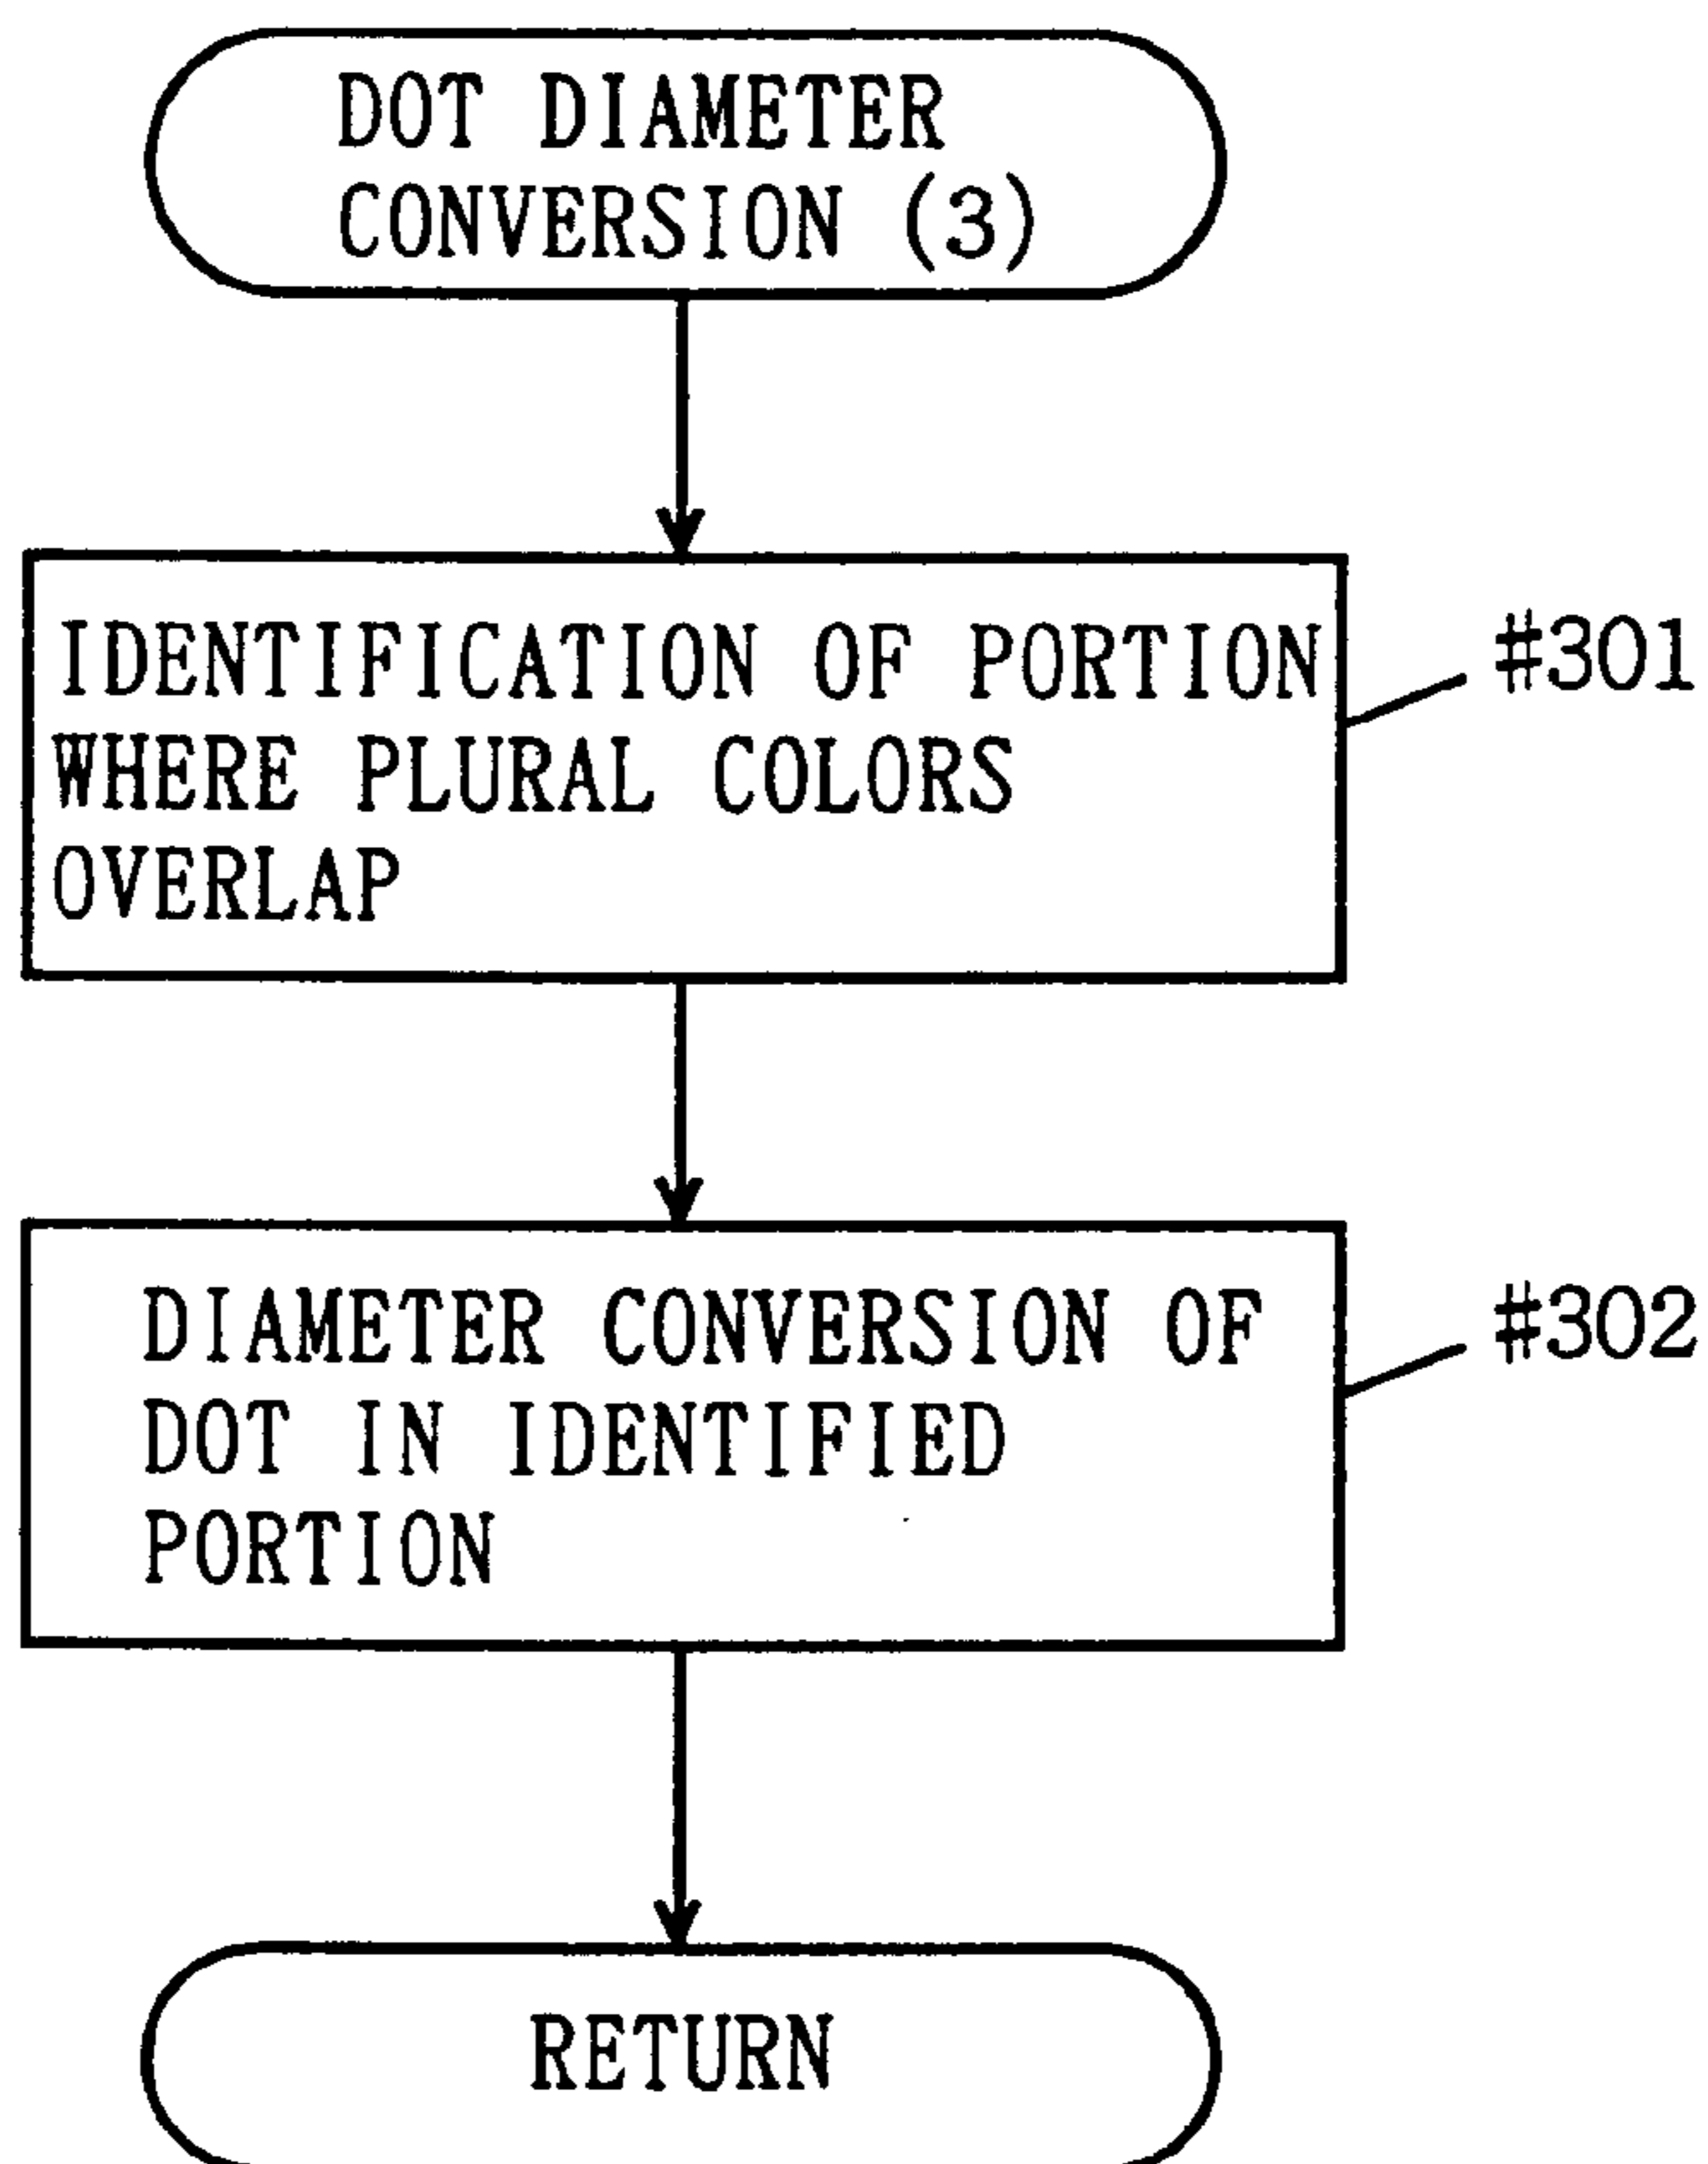 DOT DIAMETER
CONVERSION (3)
IDENTIFICATION OF PORTION
WHERE PLURAL COLORS
OVERLAP
#301
DIAMETER CONVERSION OF
DOT IN IDENTIFIED
PORTION
#302
RETURN